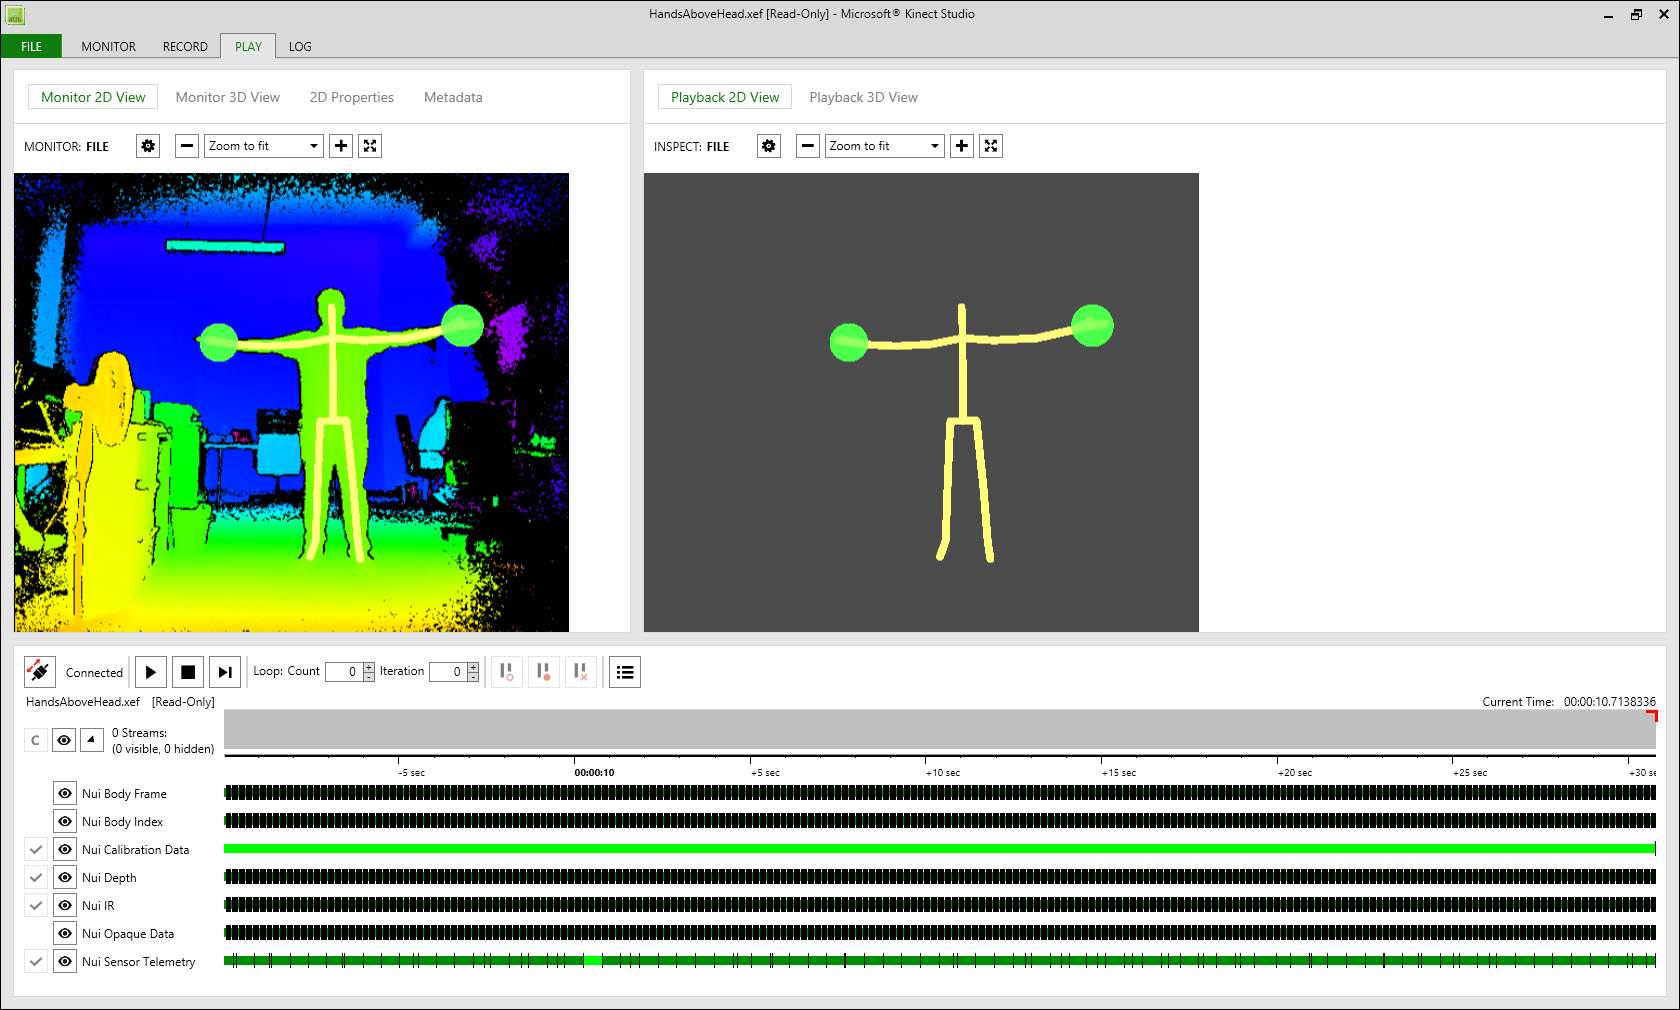 HandsAboveHead.xef [Read-Only] - Microsoft® Kinect Studio
FILE MONITOR RECORD PLAY LOG
Monitor 2D View Monitor 3D View 2D Properties Metadata
Playback 2D View Playback 3D View
MONITOR: FILE Zoom to fit
INSPECT: FILE Zoom to fit
Connected Loop: Count 0 Iteration 0
HandsAboveHead.xef [Read-Only] Current Time: 00:00:10.7138336
C 0 Streams:
(0 visible, 0 hidden)
-5 sec 00:00:10 +5 sec +10 sec +15 sec +20 sec +25 sec +30 se
Nui Body Frame
Nui Body Index
Nui Calibration Data
Nui Depth
Nui IR
Nui Opaque Data
Nui Sensor Telemetry